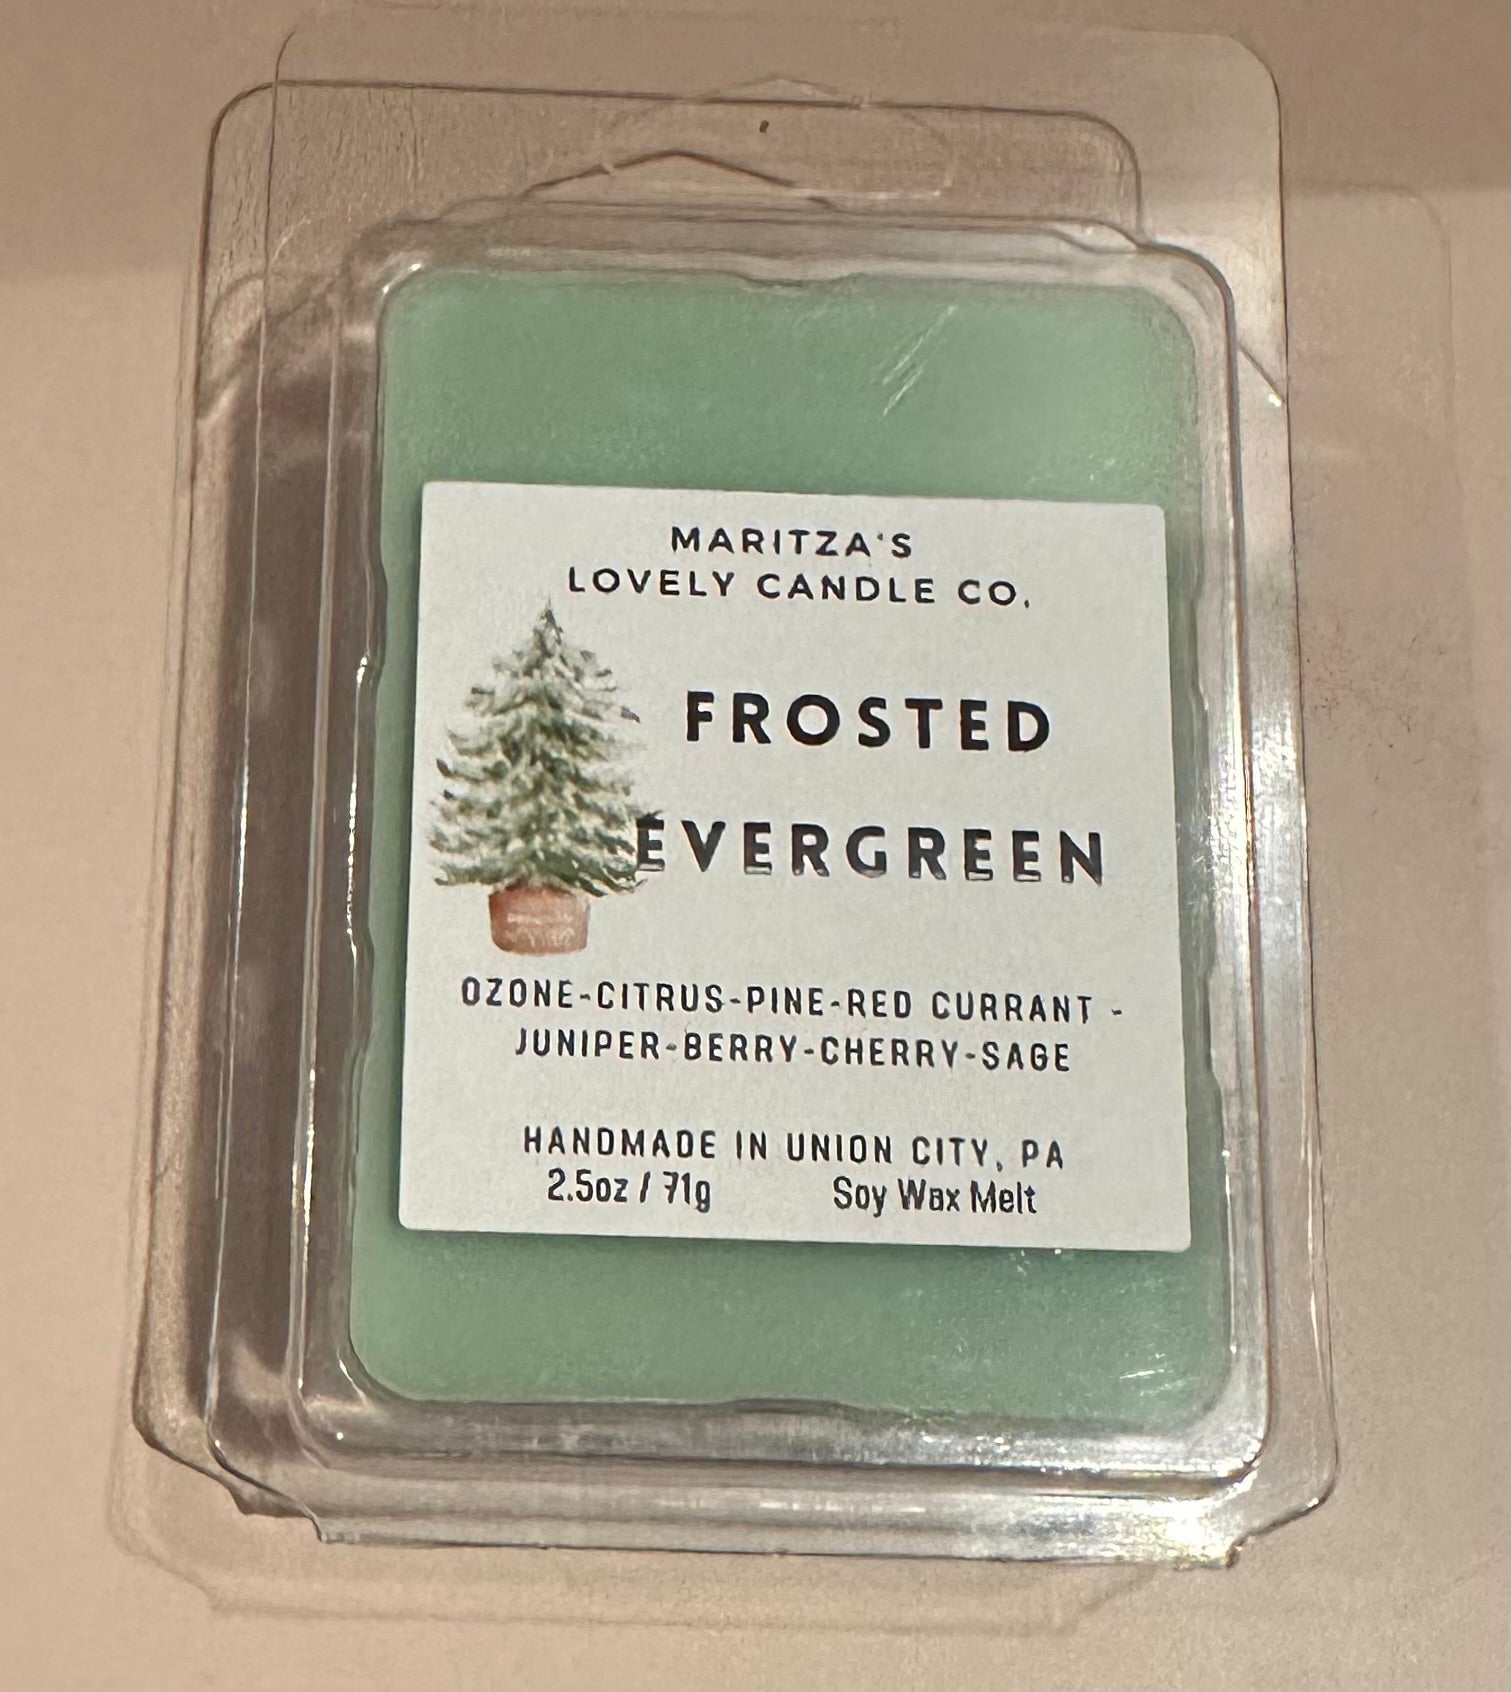 MARITZA'S
LOVELY CANDLE CO.
FROSTED
EVERGREEN
OZONE-CITRUS-PINE-RED CURRANT -
JUNIPER-BERRY-CHERRY-SAGE
HANDMADE IN UNION CITY, PA
2.5oz / 71g Soy Wax Melt